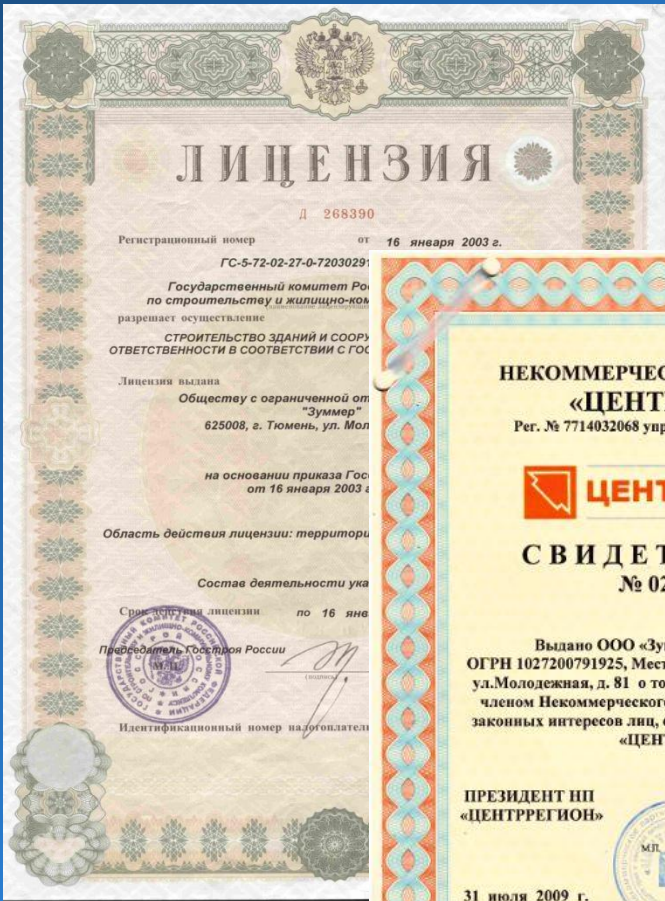 ЛИЦЕНЗИЯ
Д 268390
Регистрационный номер от 16 января 2003 г.
ГС-5-72-02-27-0-72030291
Государственный комитет Рос
по строительству и жилищно-ком
разрешает осуществление
СТРОИТЕЛЬСТВО ЗДАНИЙ И СООРУ
ОТВЕТСТВЕННОСТИ В СООТВЕТСТВИИ С ГОС
Лицензия выдана
Обществу с ограниченной от
"Зуммер"
625008, г. Тюмень, ул. Мол
на основании приказа Гос
от 16 января 2003 г
Область действия лицензии: территори
Состав деятельности ука
Срок действия лицензии по 16 янв
Председатель Госстроя России
М.П.
Идентификационный номер налогоплатель
НЕКОММЕРЧЕС
«ЦЕНТ
Рег. № 7714032068 упр
ЦЕНТ
СВИДЕТ
№ 02
Выдано ООО «Зу
ОГРН 1027200791925, Мест
ул.Молодежная, д. 81 о то
членом Некоммерческого
законных интересов лиц, 
«ЦЕН
ПРЕЗИДЕНТ НП
«ЦЕНТРРЕГИОН»
М.П.
31 июля 2009 г.